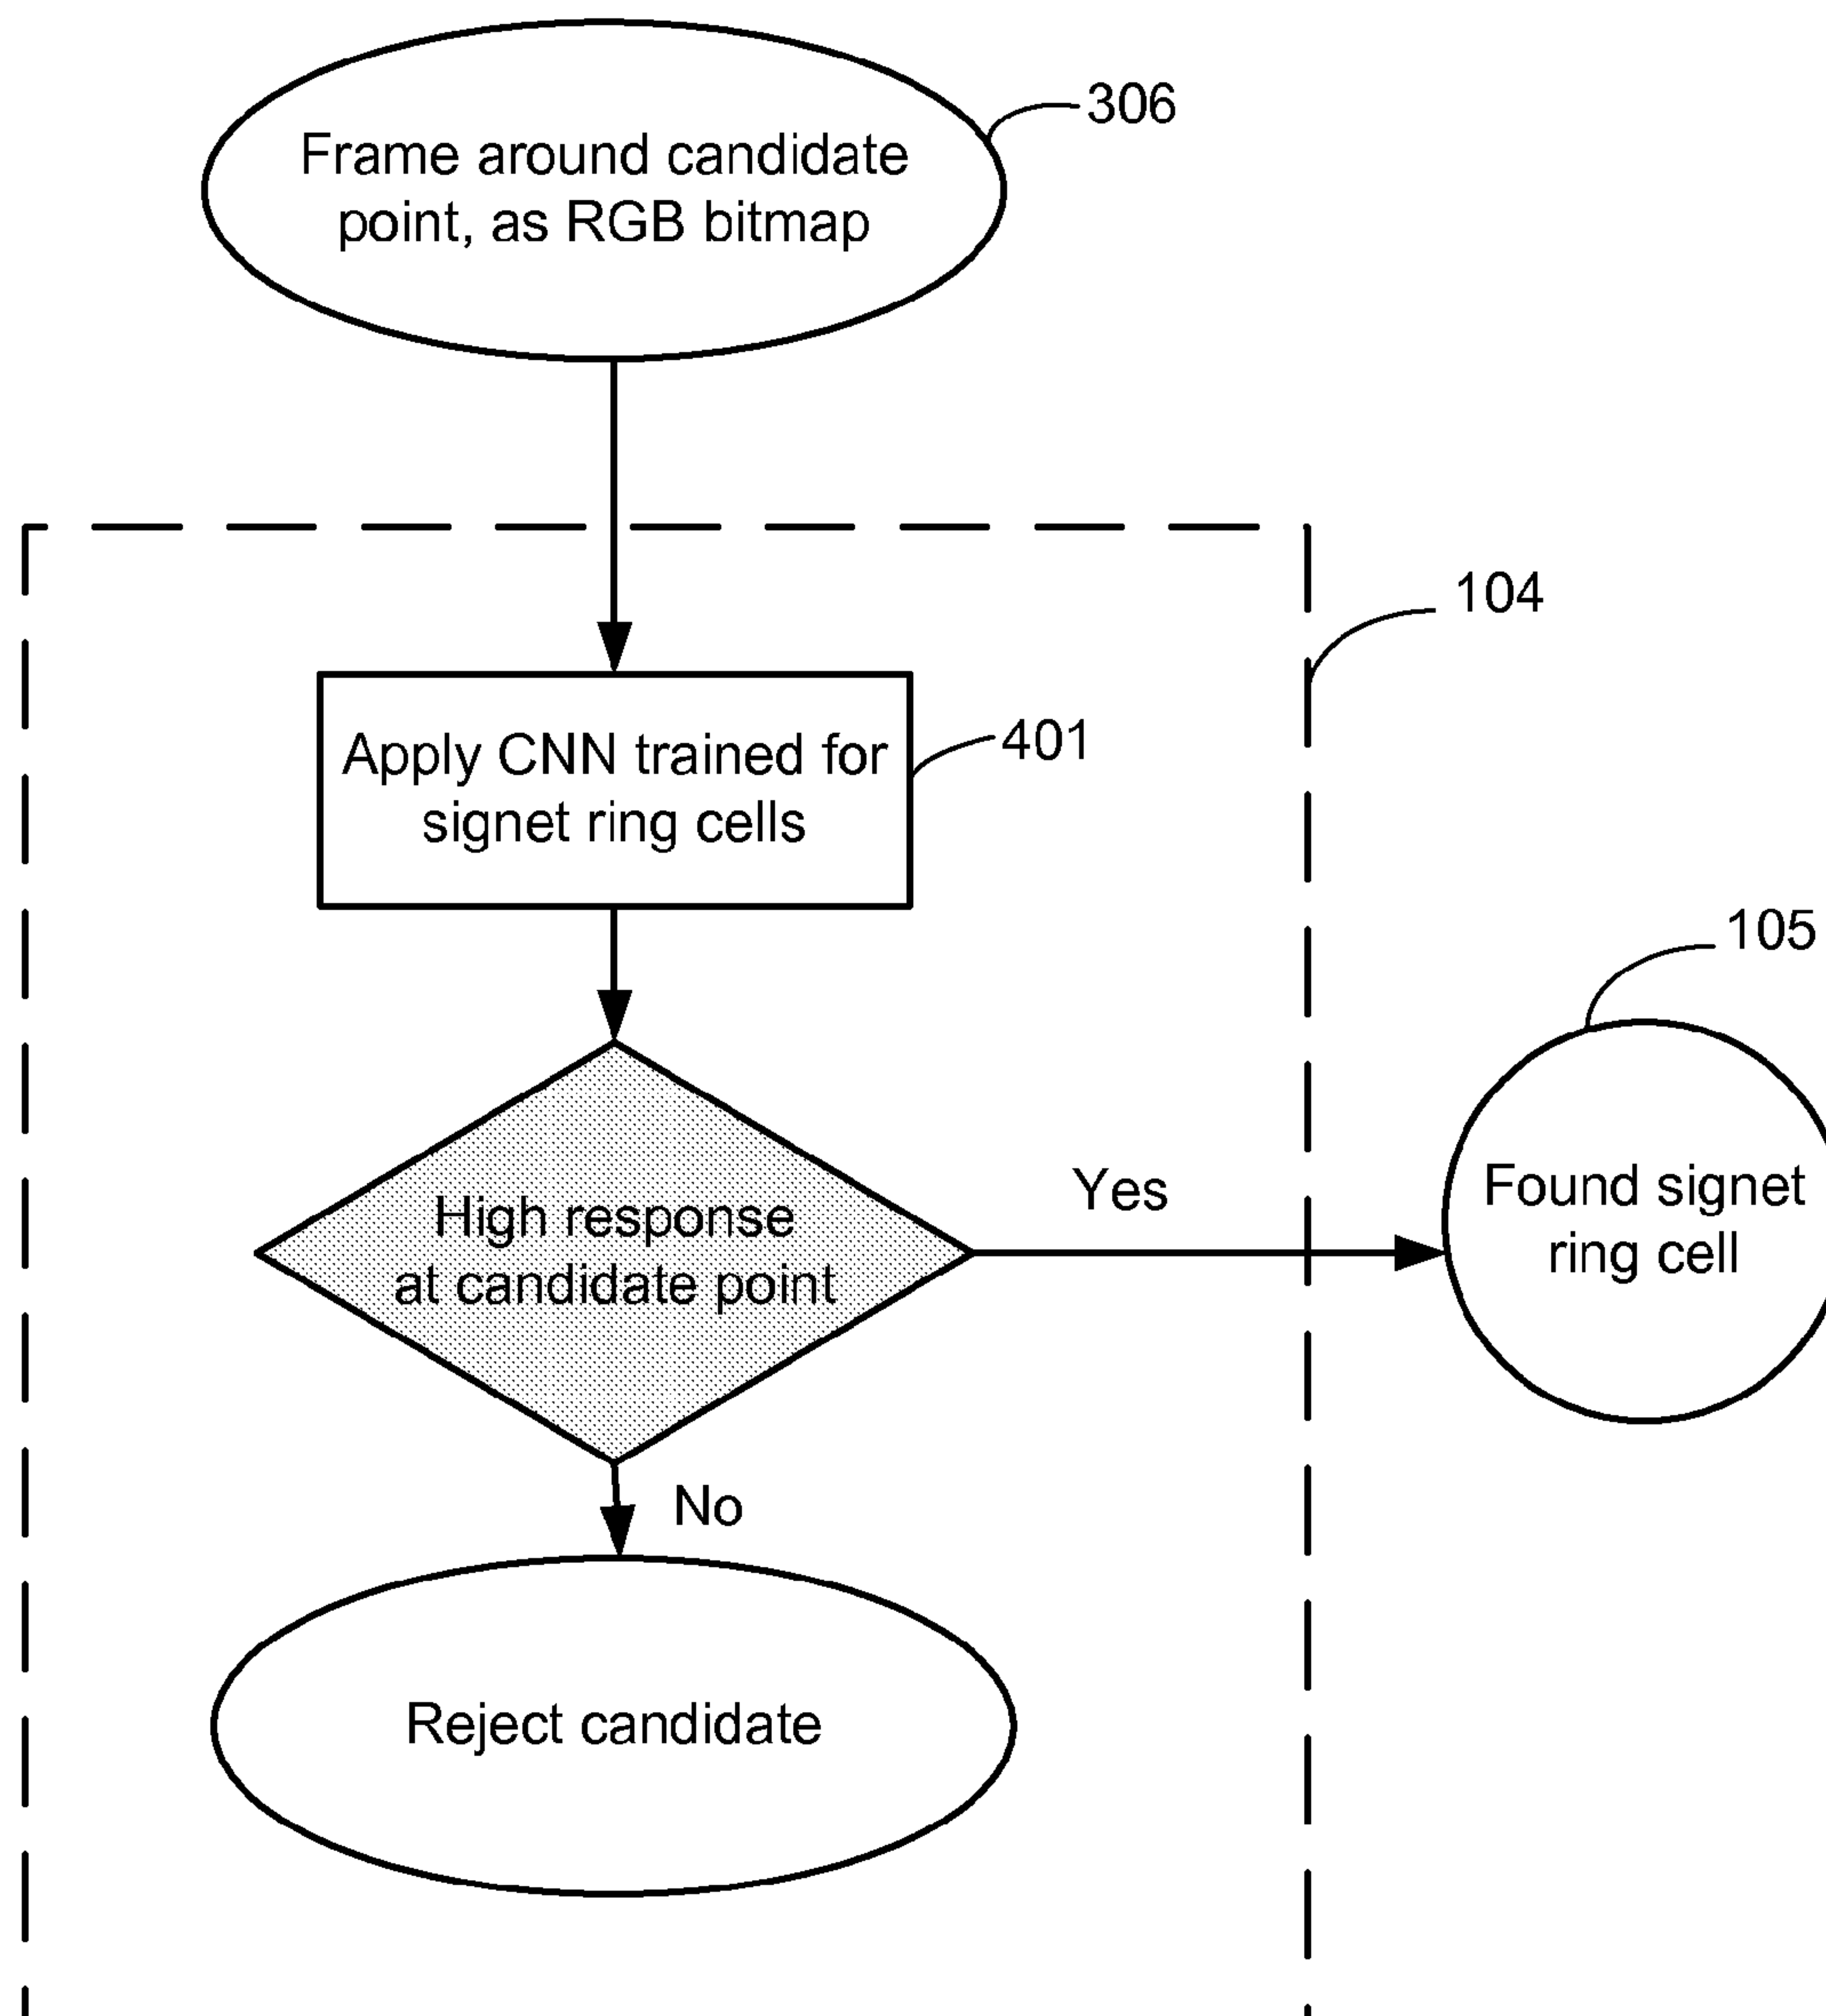 Frame around candidate
point, as RGB bitmap
306
104
Apply CNN trained for
signet ring cells
401
105
High response
at candidate point
Yes
Found signet
ring cell
No
Reject candidate